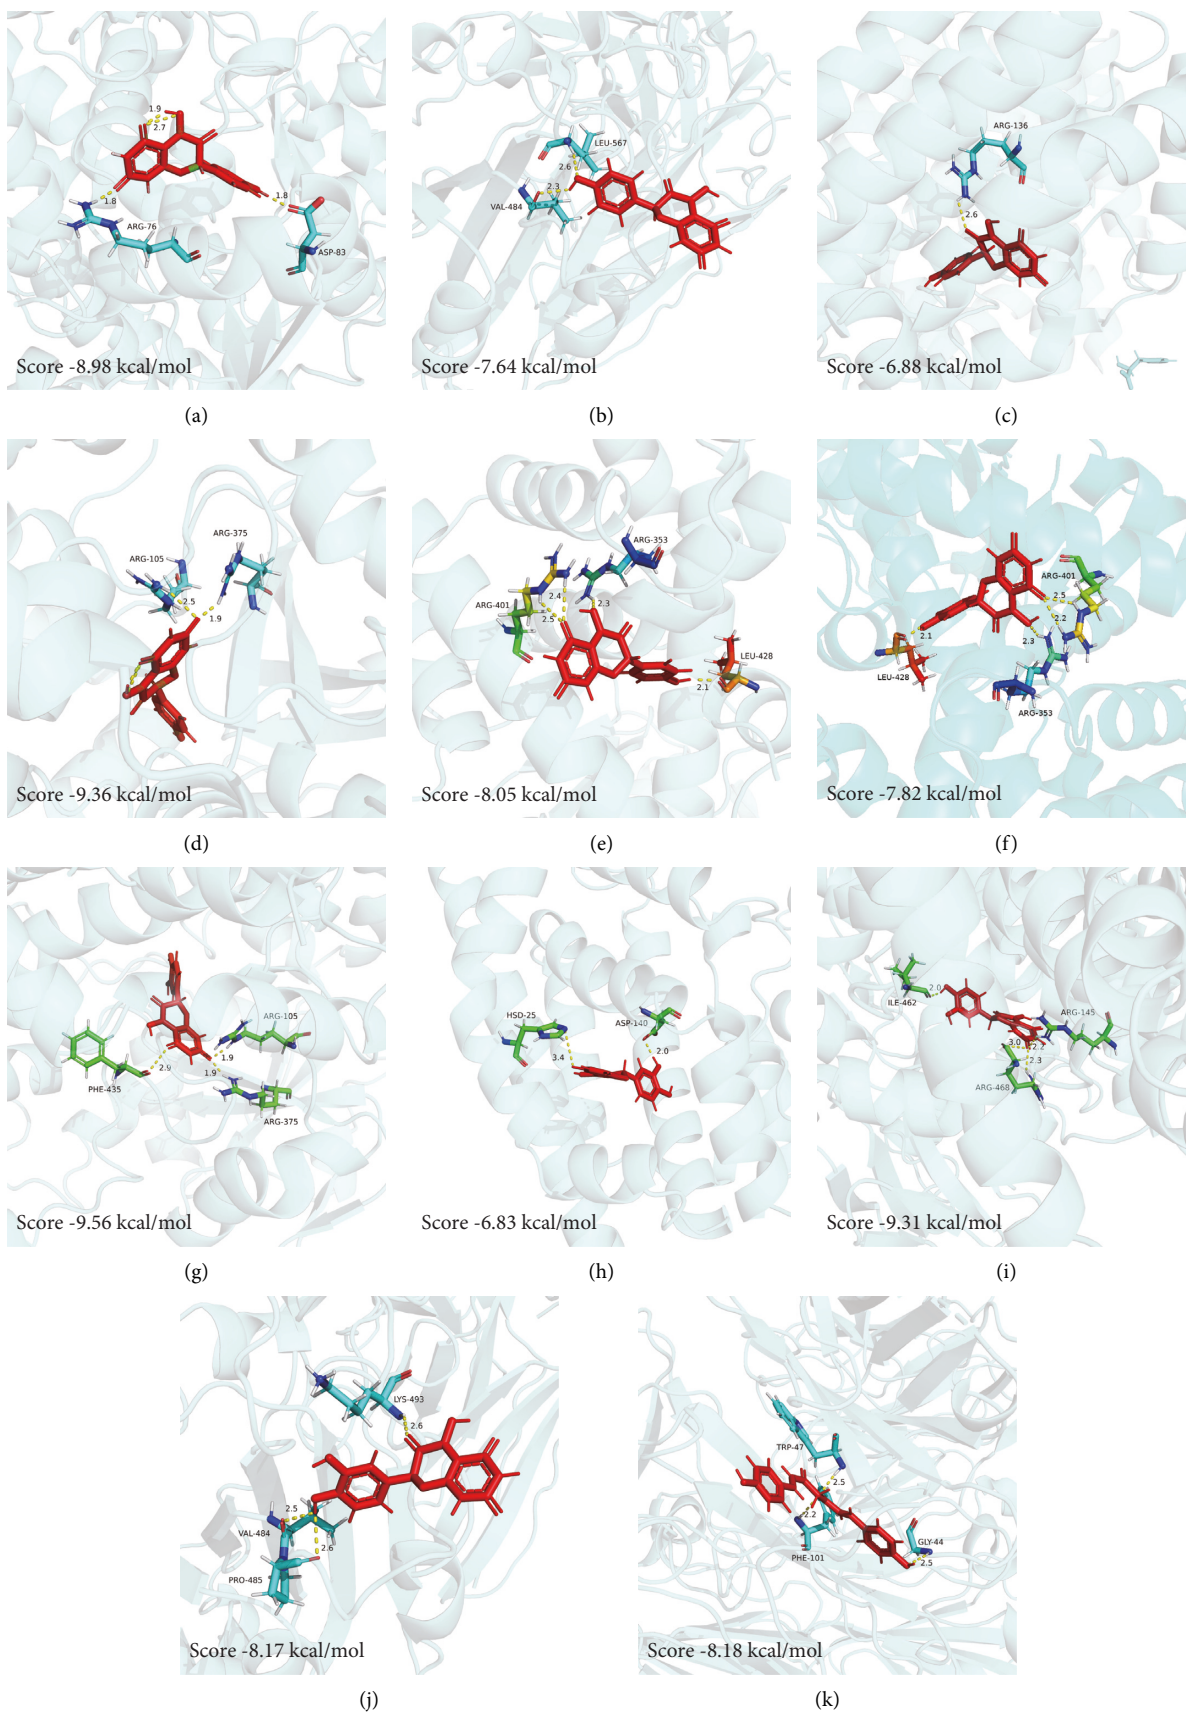 1.9
2.7
1.8
ARG-76
1.8
ASP-83
Score -8.98 kcal/mol
(a)
LEU-567
2.6
2.3
VAL-484
Score -7.64 kcal/mol
(b)
ARG-136
2.6
Score -6.88 kcal/mol
(c)
ARG-375
ARG-105
2.5
1.9
Score -9.36 kcal/mol
(d)
ARG-353
2.4
2.3
ARG-401
2.5
LEU-428
2.1
Score -8.05 kcal/mol
(e)
ARG-401
2.5
2.2
2.1
2.3
LEU-428
ARG-353
Score -7.82 kcal/mol
(f)
ARG-105
1.9
2.9
1.9
PHE-435
ARG-375
Score -9.56 kcal/mol
(g)
HSD-25
ASP-140
2.0
3.4
Score -6.83 kcal/mol
(h)
2.0
ILE-462
ARG-145
3.0
2.2
2.3
ARG-468
Score -9.31 kcal/mol
(i)
LYS-493
2.6
2.5
VAL-484
2.6
PRO-485
Score -8.17 kcal/mol
(j)
TRP-47
2.5
2.2
GLY-44
PHE-101
2.5
Score -8.18 kcal/mol
(k)